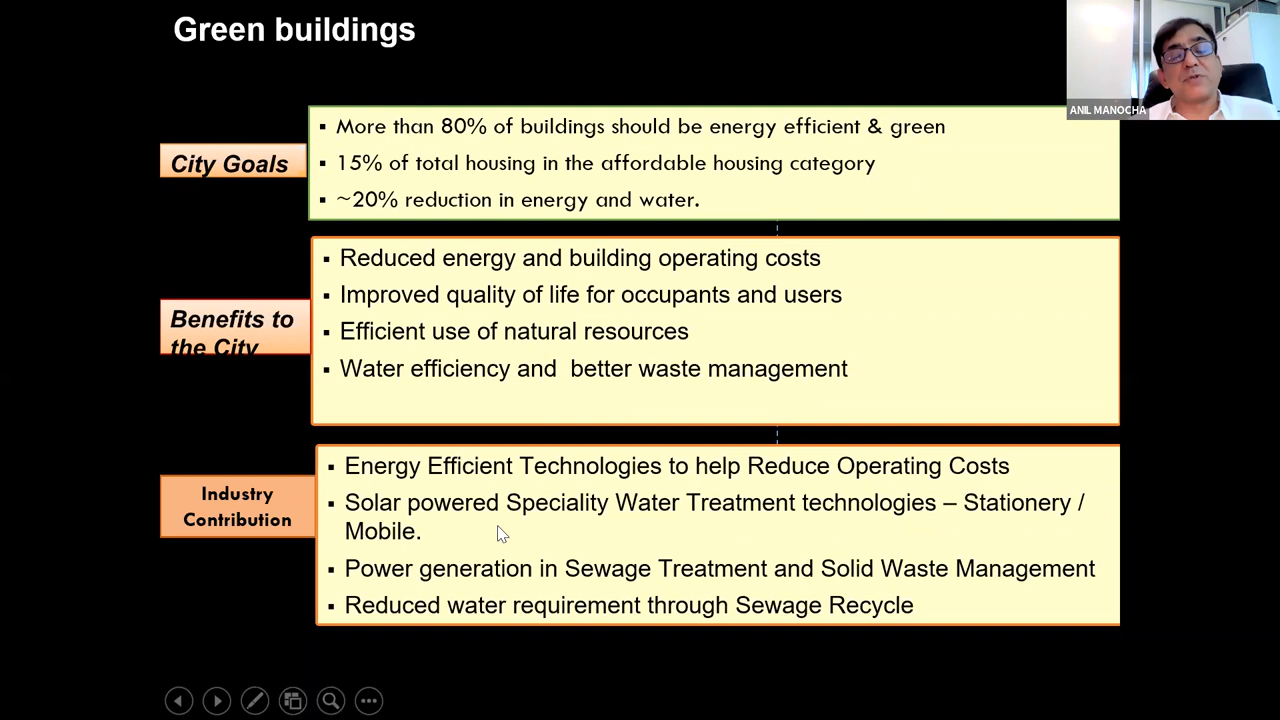 Green buildings
ANIL MANOCHA
City Goals
▪ More than 80% of buildings should be energy efficient & green
▪ 15% of total housing in the affordable housing category
▪ ~20% reduction in energy and water.
Benefits to
the City
▪ Reduced energy and building operating costs
▪ Improved quality of life for occupants and users
▪ Efficient use of natural resources
▪ Water efficiency and  better waste management
Industry
Contribution
▪ Energy Efficient Technologies to help Reduce Operating Costs
▪ Solar powered Speciality Water Treatment technologies – Stationery /
Mobile.
▪ Power generation in Sewage Treatment and Solid Waste Management
▪ Reduced water requirement through Sewage Recycle